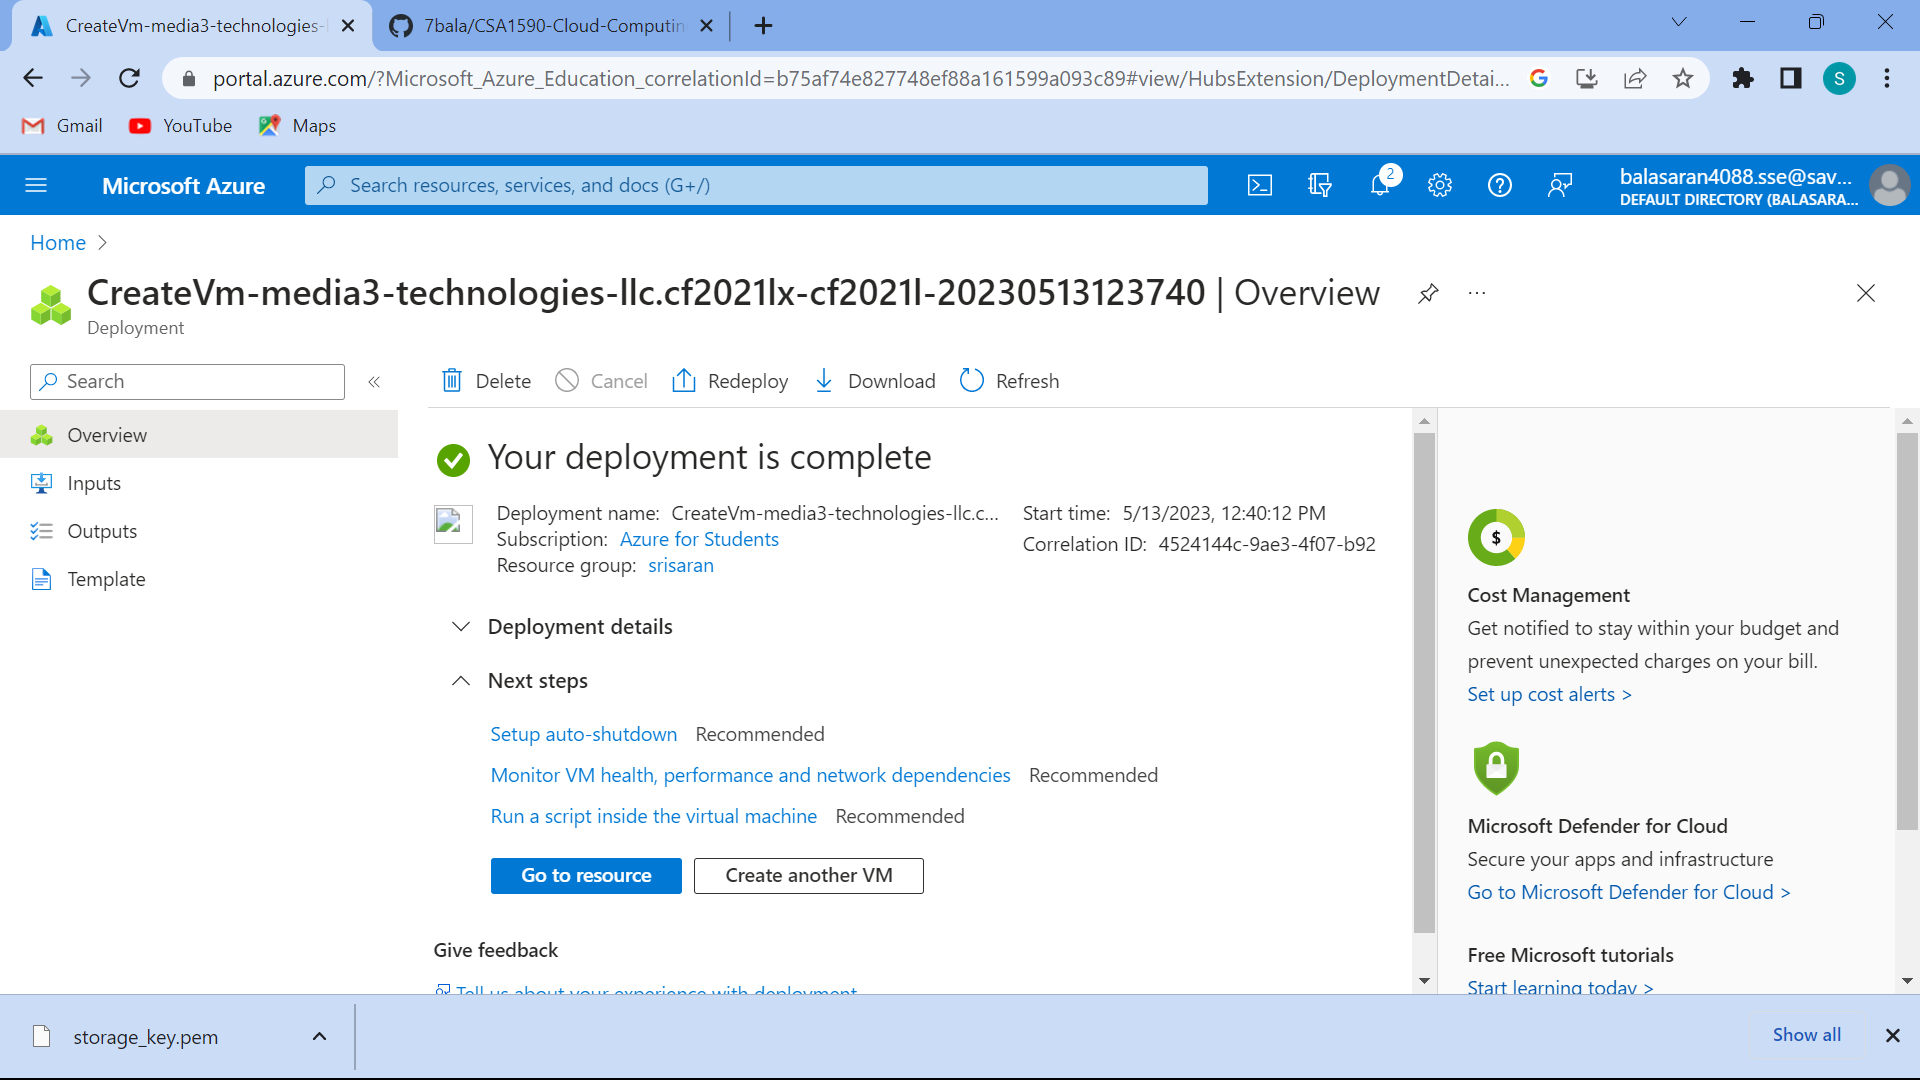 CreateVm-media3-technologies-
7bala/CSA1590-Cloud-Computin
portal.azure.com/?Microsoft_Azure_Education_correlationId=b75af74e827748ef88a161599a093c89#view/HubsExtension/DeploymentDetai...
S
Gmail
YouTube
Maps
Microsoft Azure
Search resources, services, and docs (G+/)
2
balasaran4088.sse@sav...
DEFAULT DIRECTORY (BALASARA...
Home
CreateVm-media3-technologies-llc.cf2021lx-cf2021l-20230513123740 | Overview
Deployment
Search
Delete
Cancel
Redeploy
Download
Refresh
Overview
Inputs
Outputs
Template
Your deployment is complete
Deployment name: CreateVm-media3-technologies-llc.c...
Subscription: Azure for Students
Resource group: srisaran
Start time: 5/13/2023, 12:40:12 PM
Correlation ID: 4524144c-9ae3-4f07-b92
Deployment details
Next steps
Setup auto-shutdown Recommended
Monitor VM health, performance and network dependencies Recommended
Run a script inside the virtual machine Recommended
Go to resource
Create another VM
Give feedback
Tell us about your experience with deployment
$
Cost Management
Get notified to stay within your budget and
prevent unexpected charges on your bill.
Set up cost alerts >
Microsoft Defender for Cloud
Secure your apps and infrastructure
Go to Microsoft Defender for Cloud >
Free Microsoft tutorials
Start learning today >
storage_key.pem
Show all